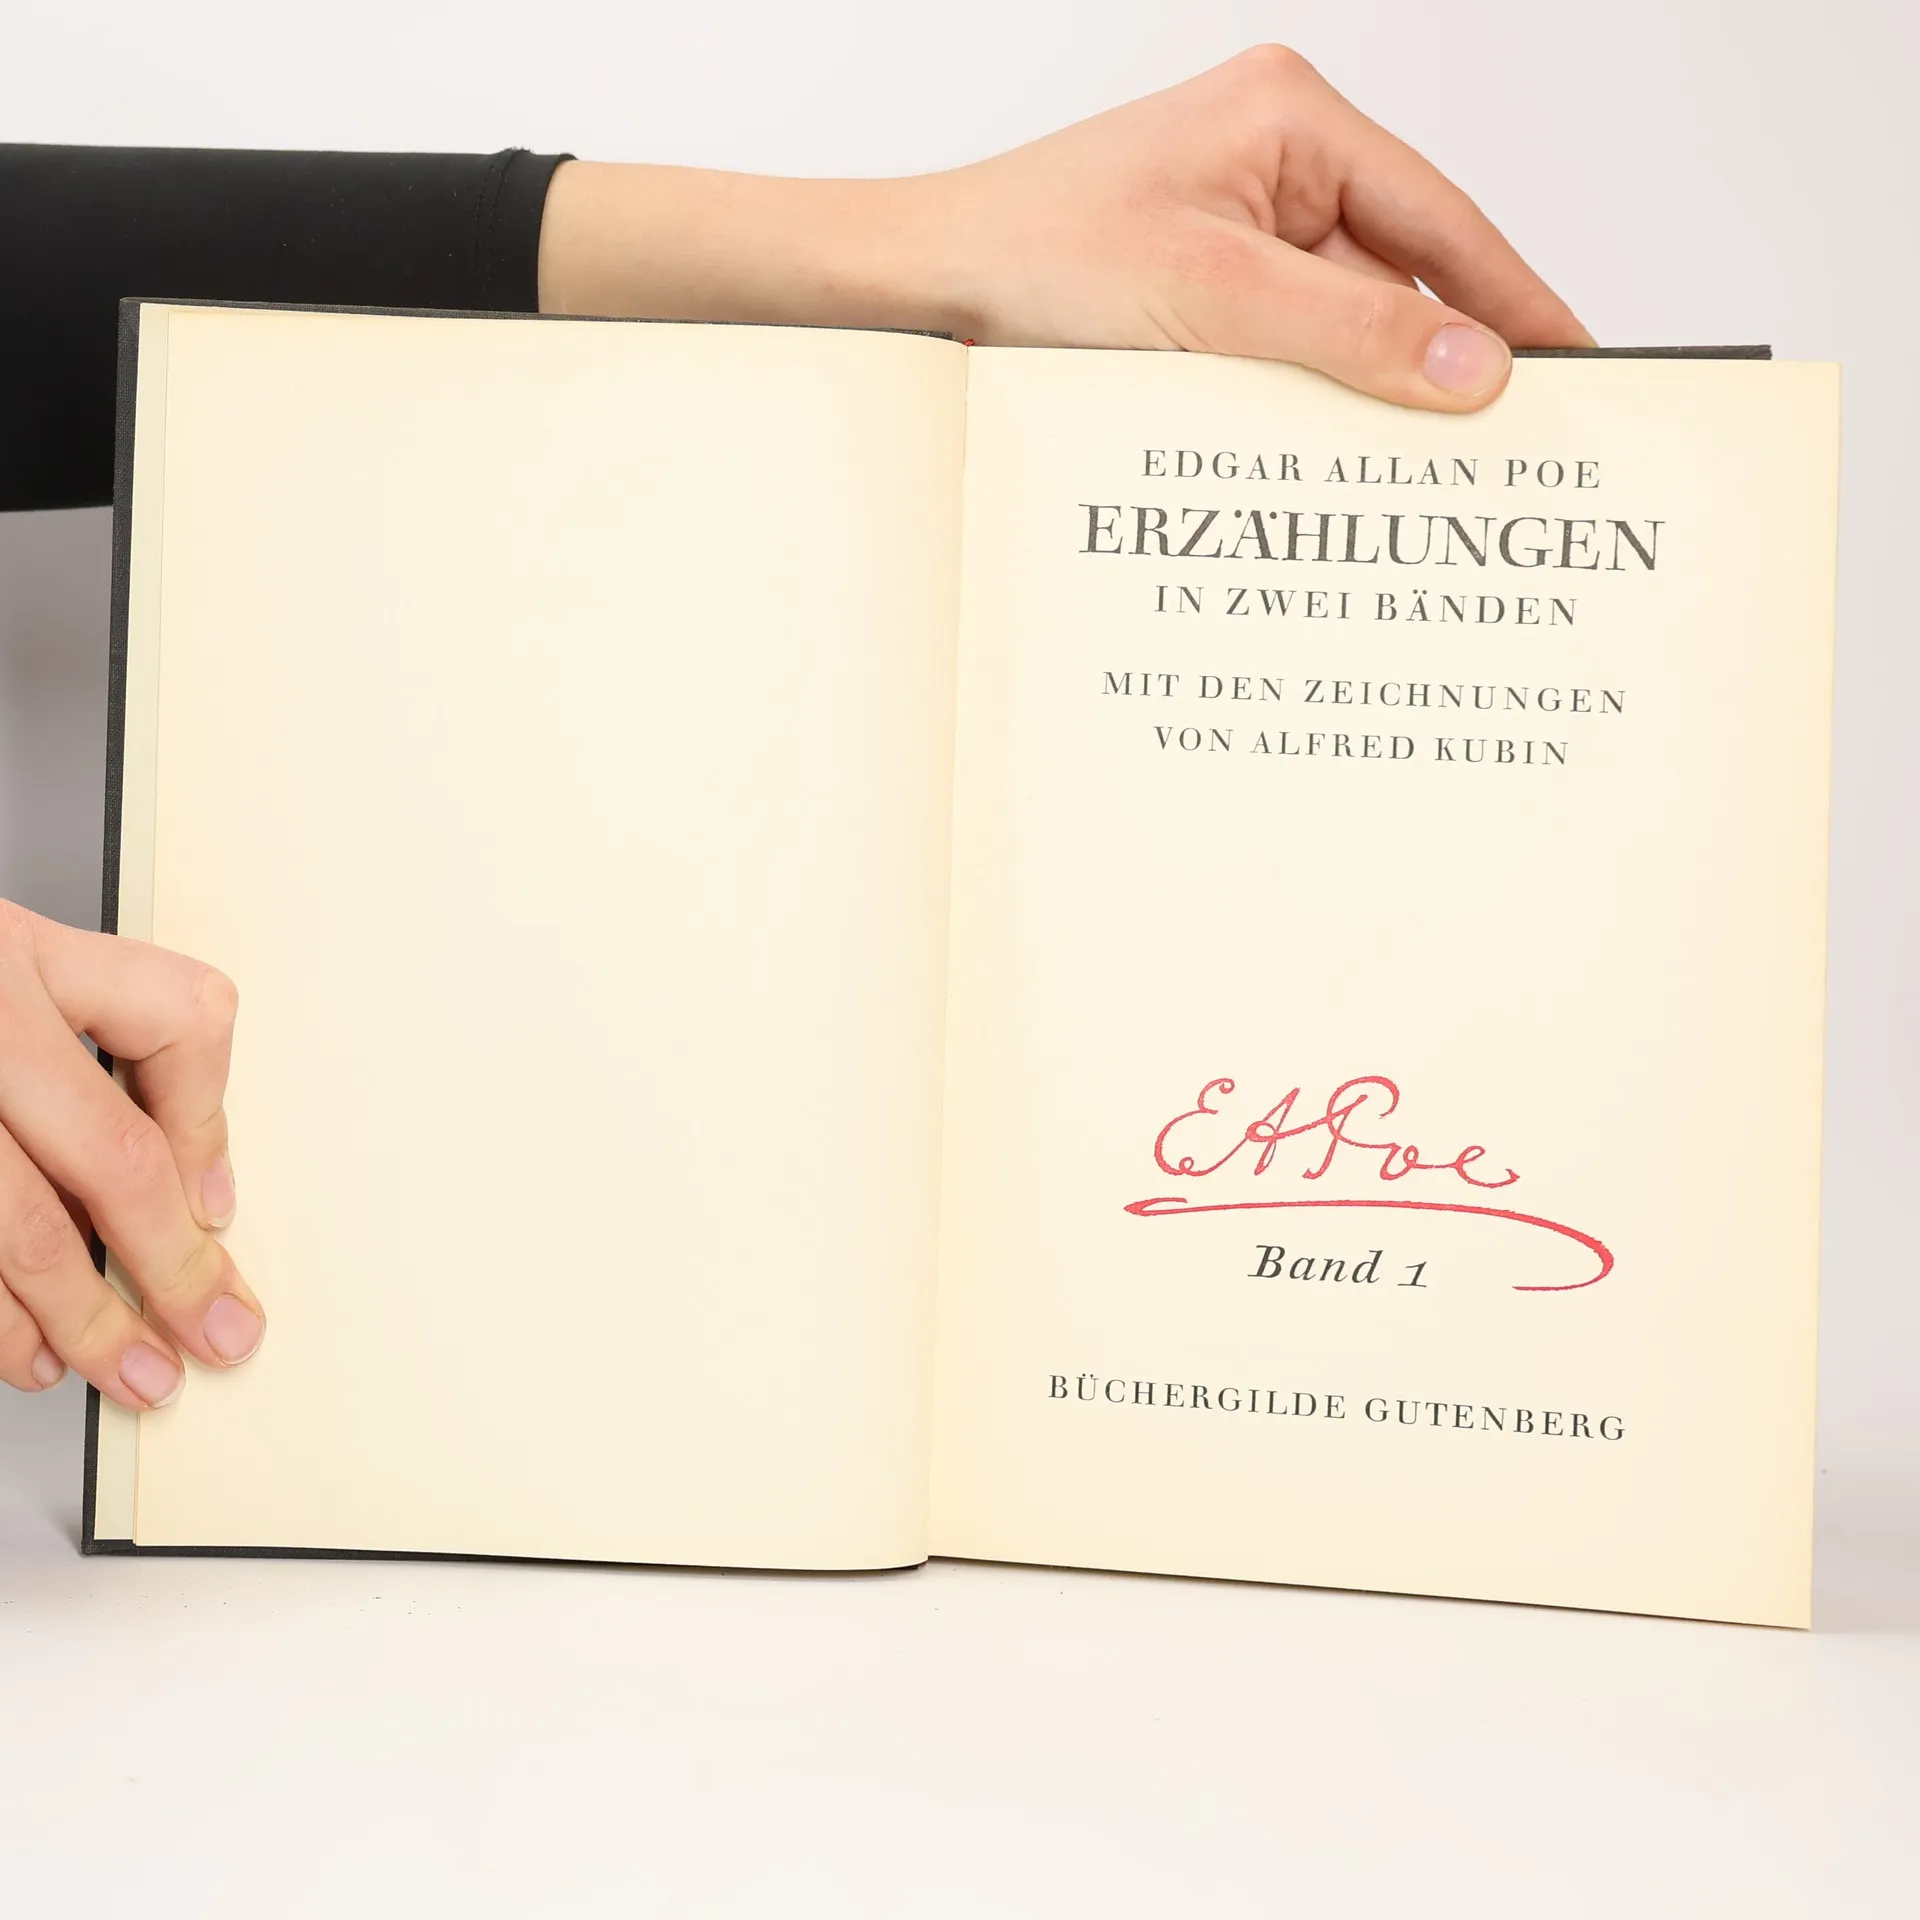 EDGAR ALLAN POE
ERZÄHLUNGEN
IN ZWEI BÄNDEN
MIT DEN ZEICHNUNGEN
VON ALFRED KUBIN
E A Poe
Band 1
BÜCHERGILDE GUTENBERG